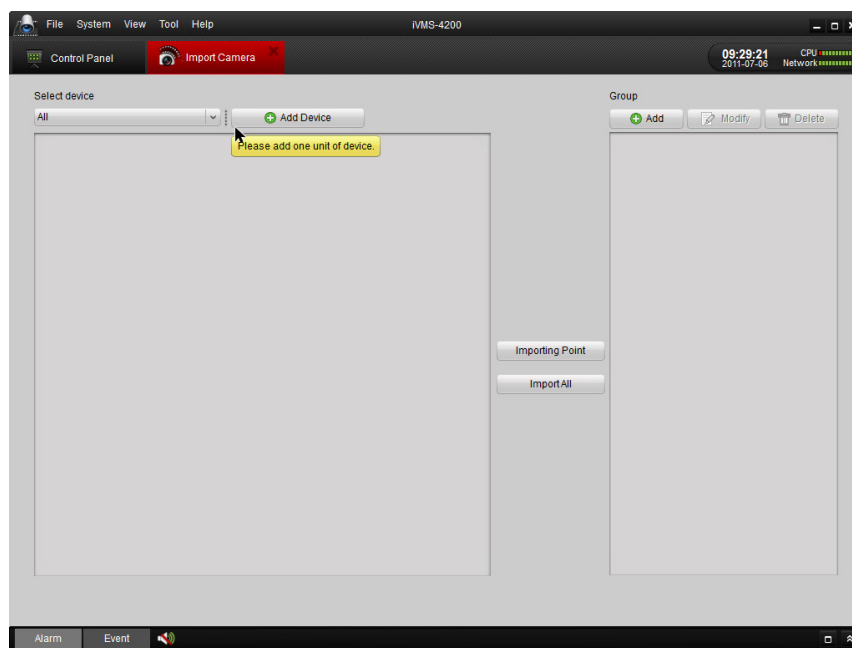 File System View Tool Help iVMS-4200
Control Panel Import Camera 09:29:21 CPU
2011-07-06 Network
Select device Group
All Add Device Add Modify Delete
Please add one unit of device.
Importing Point
Import All
Alarm Event